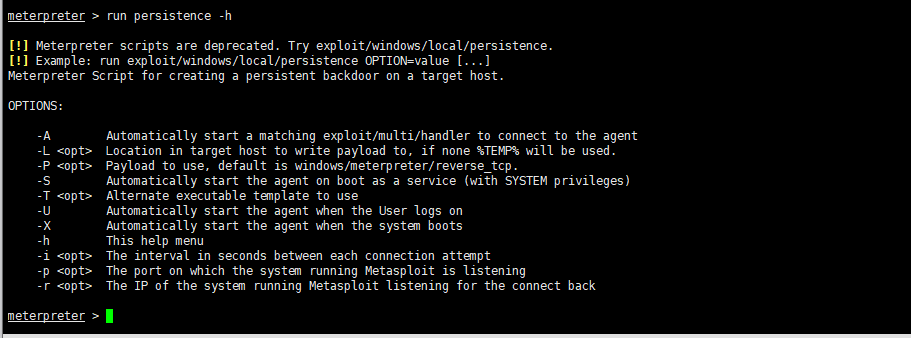 meterpreter > run persistence -h
[!] Meterpreter scripts are deprecated. Try exploit/windows/local/persistence.
[!] Example: run exploit/windows/local/persistence OPTION=value [...]
Meterpreter Script for creating a persistent backdoor on a target host.
OPTIONS:
-A Automatically start a matching exploit/multi/handler to connect to the agent
-L <opt> Location in target host to write payload to, if none %TEMP% will be used.
-P <opt> Payload to use, default is windows/meterpreter/reverse_tcp.
-S Automatically start the agent on boot as a service (with SYSTEM privileges)
-T <opt> Alternate executable template to use
-U Automatically start the agent when the User logs on
-X Automatically start the agent when the system boots
-h This help menu
-i <opt> The interval in seconds between each connection attempt
-p <opt> The port on which the system running Metasploit is listening
-r <opt> The IP of the system running Metasploit listening for the connect back
meterpreter >